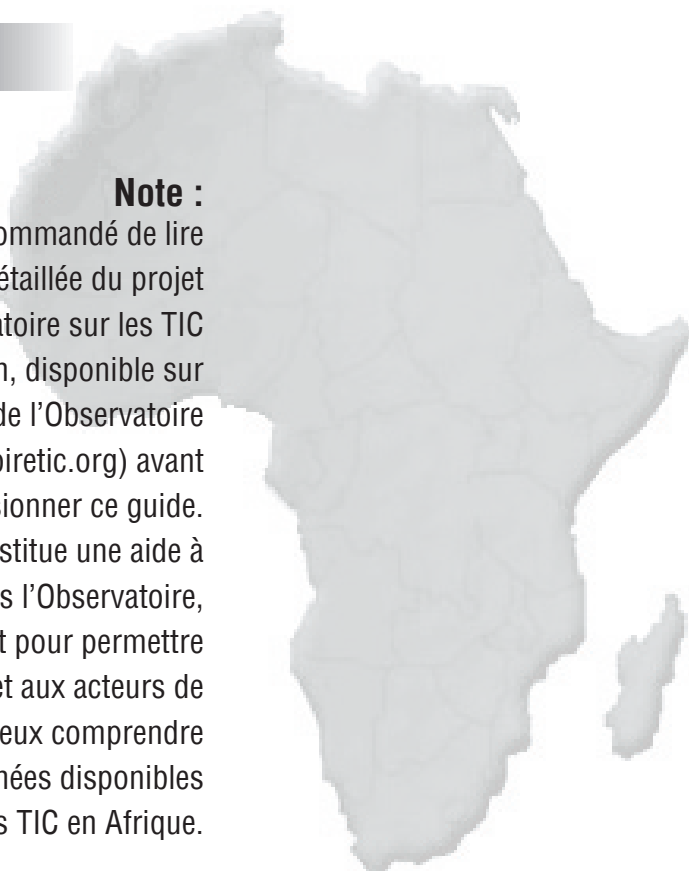 Note :
ommandé de lire
étaillée du projet
atoire sur les TIC
n, disponible sur
de l’Observatoire
oiretic.org) avant
sionner ce guide.
stitue une aide à
s l’Observatoire,
t pour permettre
et aux acteurs de
eux comprendre
nées disponibles
s TIC en Afrique.